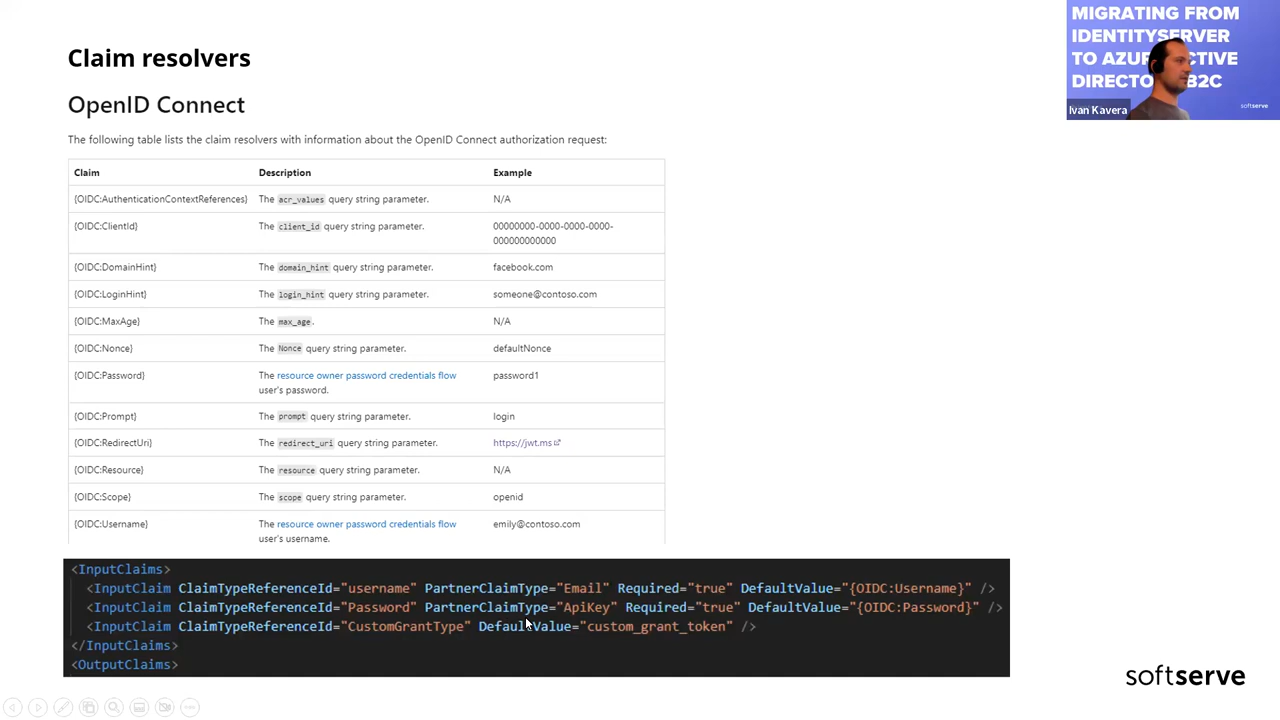 Claim resolvers
OpenID Connect
The following table lists the claim resolvers with information about the OpenID Connect authorization request:
Claim Description Example
{OIDC:AuthenticationContextReferences} The acr_values query string parameter. N/A
{OIDC:ClientId} The client_id query string parameter. 00000000-0000-0000-0000-
000000000000
{OIDC:DomainHint} The domain_hint query string parameter. facebook.com
{OIDC:LoginHint} The login_hint query string parameter. someone@contoso.com
{OIDC:MaxAge} The max_age. N/A
{OIDC:Nonce} The Nonce query string parameter. defaultNonce
{OIDC:Password} The resource owner password credentials flow password1
user's password.
{OIDC:Prompt} The prompt query string parameter. login
{OIDC:RedirectUri} The redirect_uri query string parameter. https://jwt.ms
{OIDC:Resource} The resource query string parameter. N/A
{OIDC:Scope} The scope query string parameter. openid
{OIDC:Username} The resource owner password credentials flow emily@contoso.com
user's username.
<InputClaims>
<InputClaim ClaimTypeReferenceId="username" PartnerClaimType="Email" Required="true" DefaultValue="{OIDC:Username}" />
<InputClaim ClaimTypeReferenceId="Password" PartnerClaimType="ApiKey" Required="true" DefaultValue="{OIDC:Password}" />
<InputClaim ClaimTypeReferenceId="CustomGrantType" DefaultValue="custom_grant_token" />
</InputClaims>
<OutputClaims>
MIGRATING FROM
IDENTITYSERVER
TO
B2C
softserve
Ivan Kavera
softserve